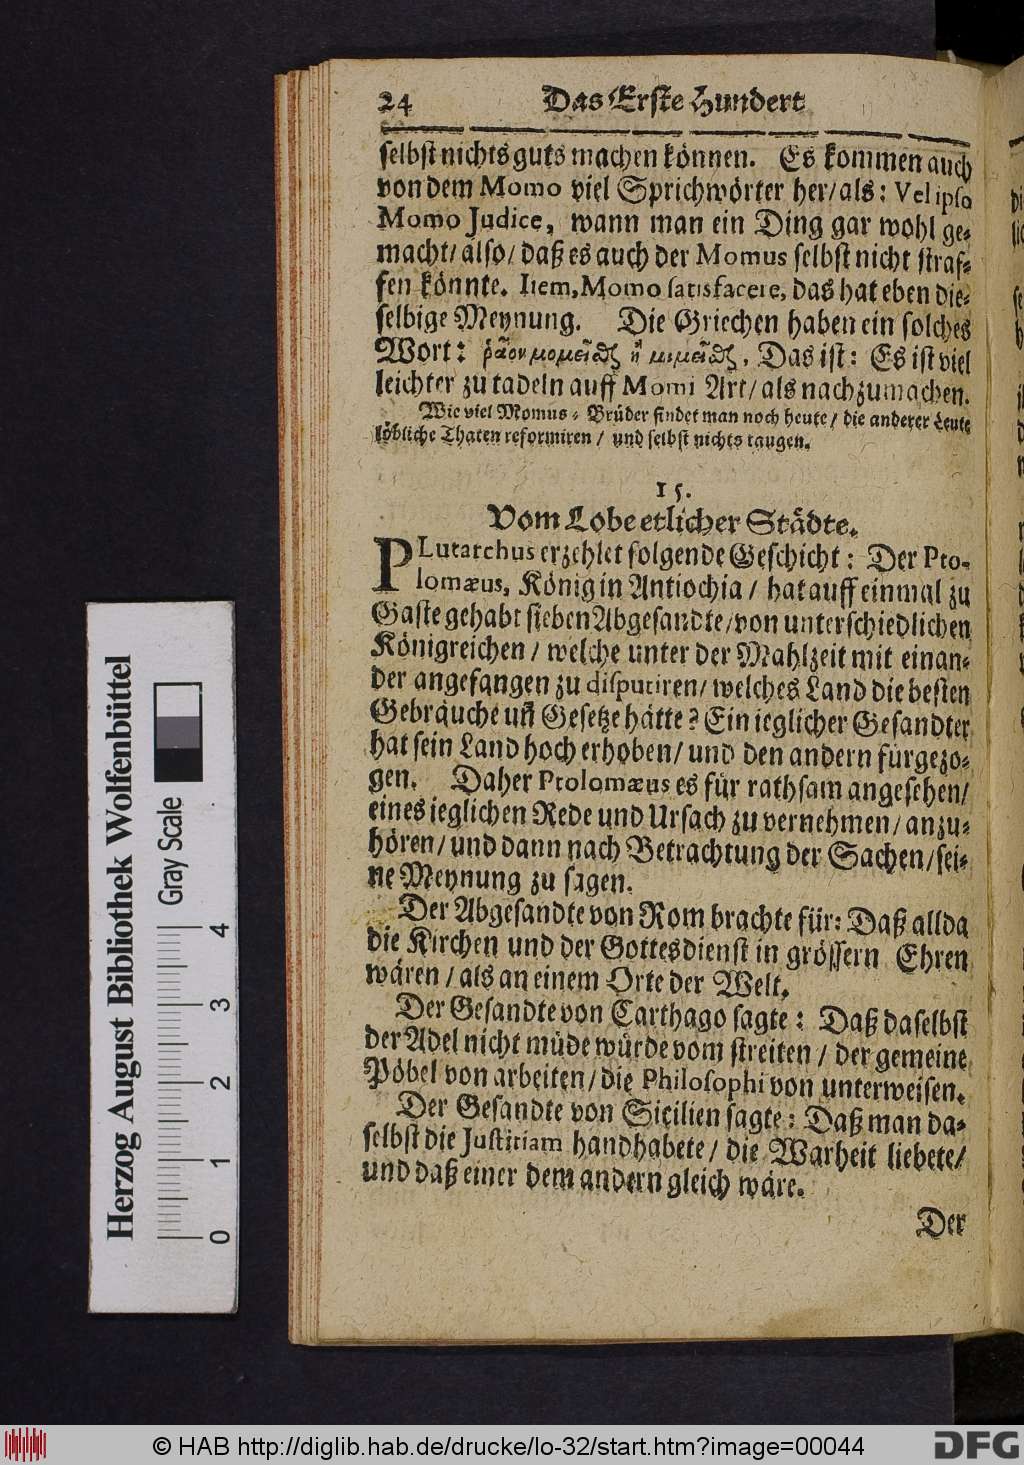 24 Das Erste Hundert
selbst nichts guts machen können. Es kommen auch
von dem Momo viel Sprichwörter her/als: Vel ipso
Momo Judice, wann man ein Ding gar wohl ge-
macht/also/daß es auch der Momus selbst nicht straf-
fen könnte. Item, Momo satisfacere, das hat eben die-
selbige Meynung. Die Griechen haben ein solches
Wort: ῥᾷον μομεῖσθαι ἢ μιμεῖσθαι. Das ist: Es ist viel
leichter zu tadeln auff Momi Art/als nachzumachen.
Wie viel Momus-Brüder findet man noch heute/die anderer Leute
löbliche Thaten reformiren/und selbst nichts taugen.
15.
Vom Lobe etlicher Städte.
PLutarchus erzehlet folgende Geschicht: Der Pto-
lomæus, König in Antiochia/hat auff einmal zu
Gaste gehabt sieben Abgesandte/von unterschiedlichen
Königreichen/welche unter der Mahlzeit mit einan-
der angefangen zu disputiren/welches Land die besten
Gebräuche uñ Gesetze hätte? Ein ieglicher Gesandter
hat sein Land hoch erhoben/und den andern fürgezo-
gen. Daher Ptolomæus es für rathsam angesehen/
eines ieglichen Rede und Ursach zu vernehmen/anzu-
hören/und dann nach Betrachtung der Sachen/sei-
ne Meynung zu sagen.
Der Abgesandte von Rom brachte für: Daß allda
die Kirchen und der Gottesdienst in grössern Ehren
wären/als an einem Orte der Welt.
Der Gesandte von Carthago sagte: Daß daselbst
der Adel nicht müde würde vom streiten/der gemeine
Pöbel von arbeiten/die Philosophi von unterweisen.
Der Gesandte von Sicilien sagte: Daß man da-
selbst die Justitiam handhabete/die Warheit liebete/
und daß einer dem andern gleich wäre.
Der
Herzog August Bibliothek Wolfenbüttel
Gray Scale
0 1 2 3 4
© HAB http://diglib.hab.de/drucke/lo-32/start.htm?image=00044
DFG